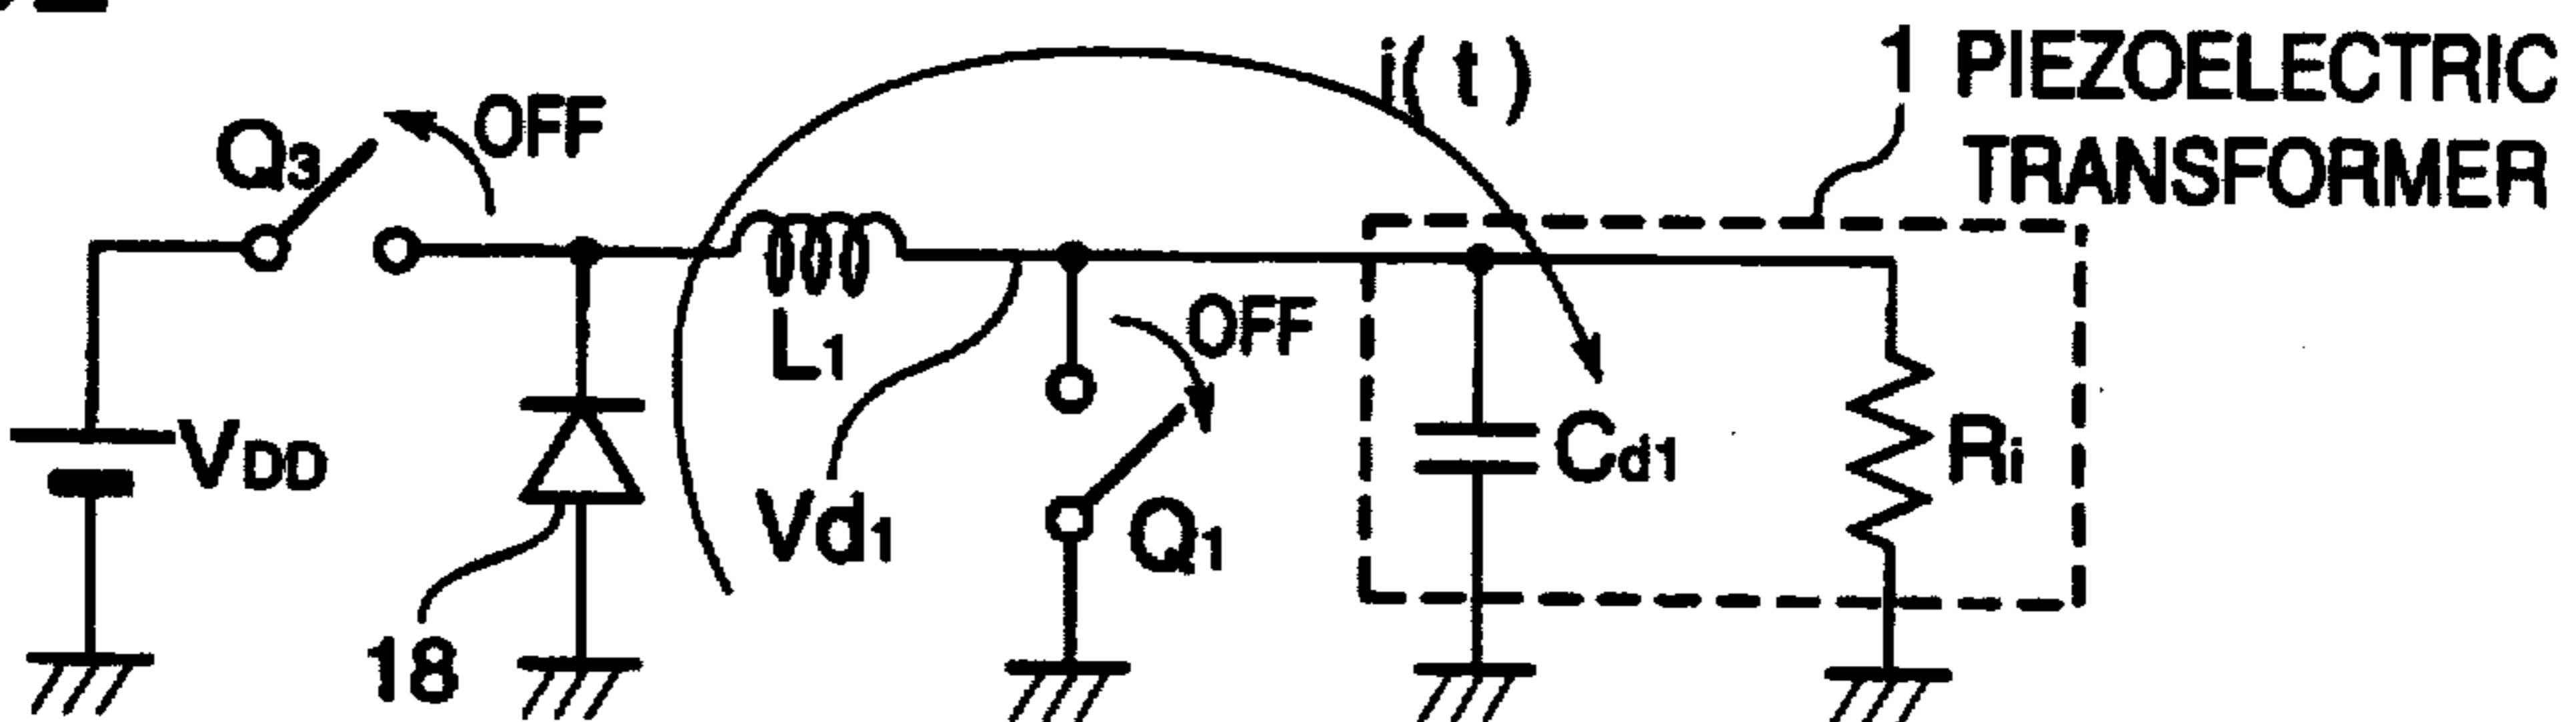 i(t)
1 PIEZOELECTRIC
TRANSFORMER
Q3
OFF
L1
OFF
VDD
Vd1
Q1
Cd1
Ri
18